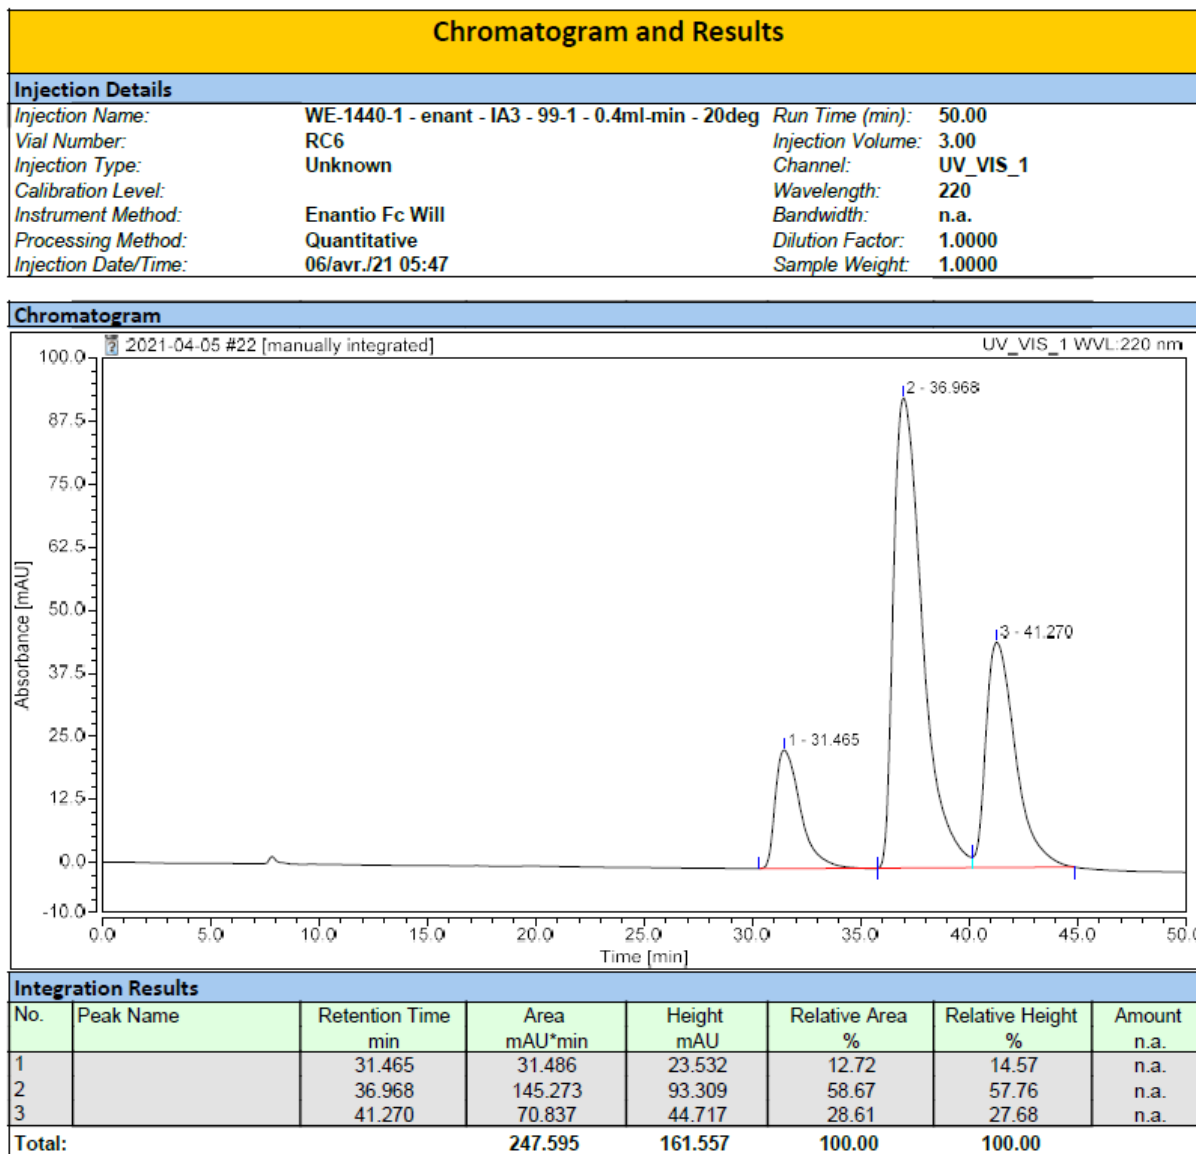 Chromatogram and Results
Injection Details
Injection Name: WE-1440-1 - enant - IA3 - 99-1 - 0.4ml-min - 20deg Run Time (min): 50.00
Vial Number: RC6 Injection Volume: 3.00
Injection Type: Unknown Channel: UV_VIS_1
Calibration Level: Wavelength: 220
Instrument Method: Enantio Fc Will Bandwidth: n.a.
Processing Method: Quantitative Dilution Factor: 1.0000
Injection Date/Time: 06/avr./21 05:47 Sample Weight: 1.0000
Chromatogram
2021-04-05 #22 [manually integrated] UV_VIS_1 WVL:220 nm
100.0
87.5
75.0
62.5
50.0
37.5
25.0
12.5
0.0
-10.0
Absorbance [mAU]
2 - 36.968
3 - 41.270
1 - 31.465
0.0 5.0 10.0 15.0 20.0 25.0 30.0 35.0 40.0 45.0 50.0
Time [min]
Integration Results
No. Peak Name Retention Time Area Height Relative Area Relative Height Amount
min mAU*min mAU % % n.a.
1 31.465 31.486 23.532 12.72 14.57 n.a.
2 36.968 145.273 93.309 58.67 57.76 n.a.
3 41.270 70.837 44.717 28.61 27.68 n.a.
Total: 247.595 161.557 100.00 100.00